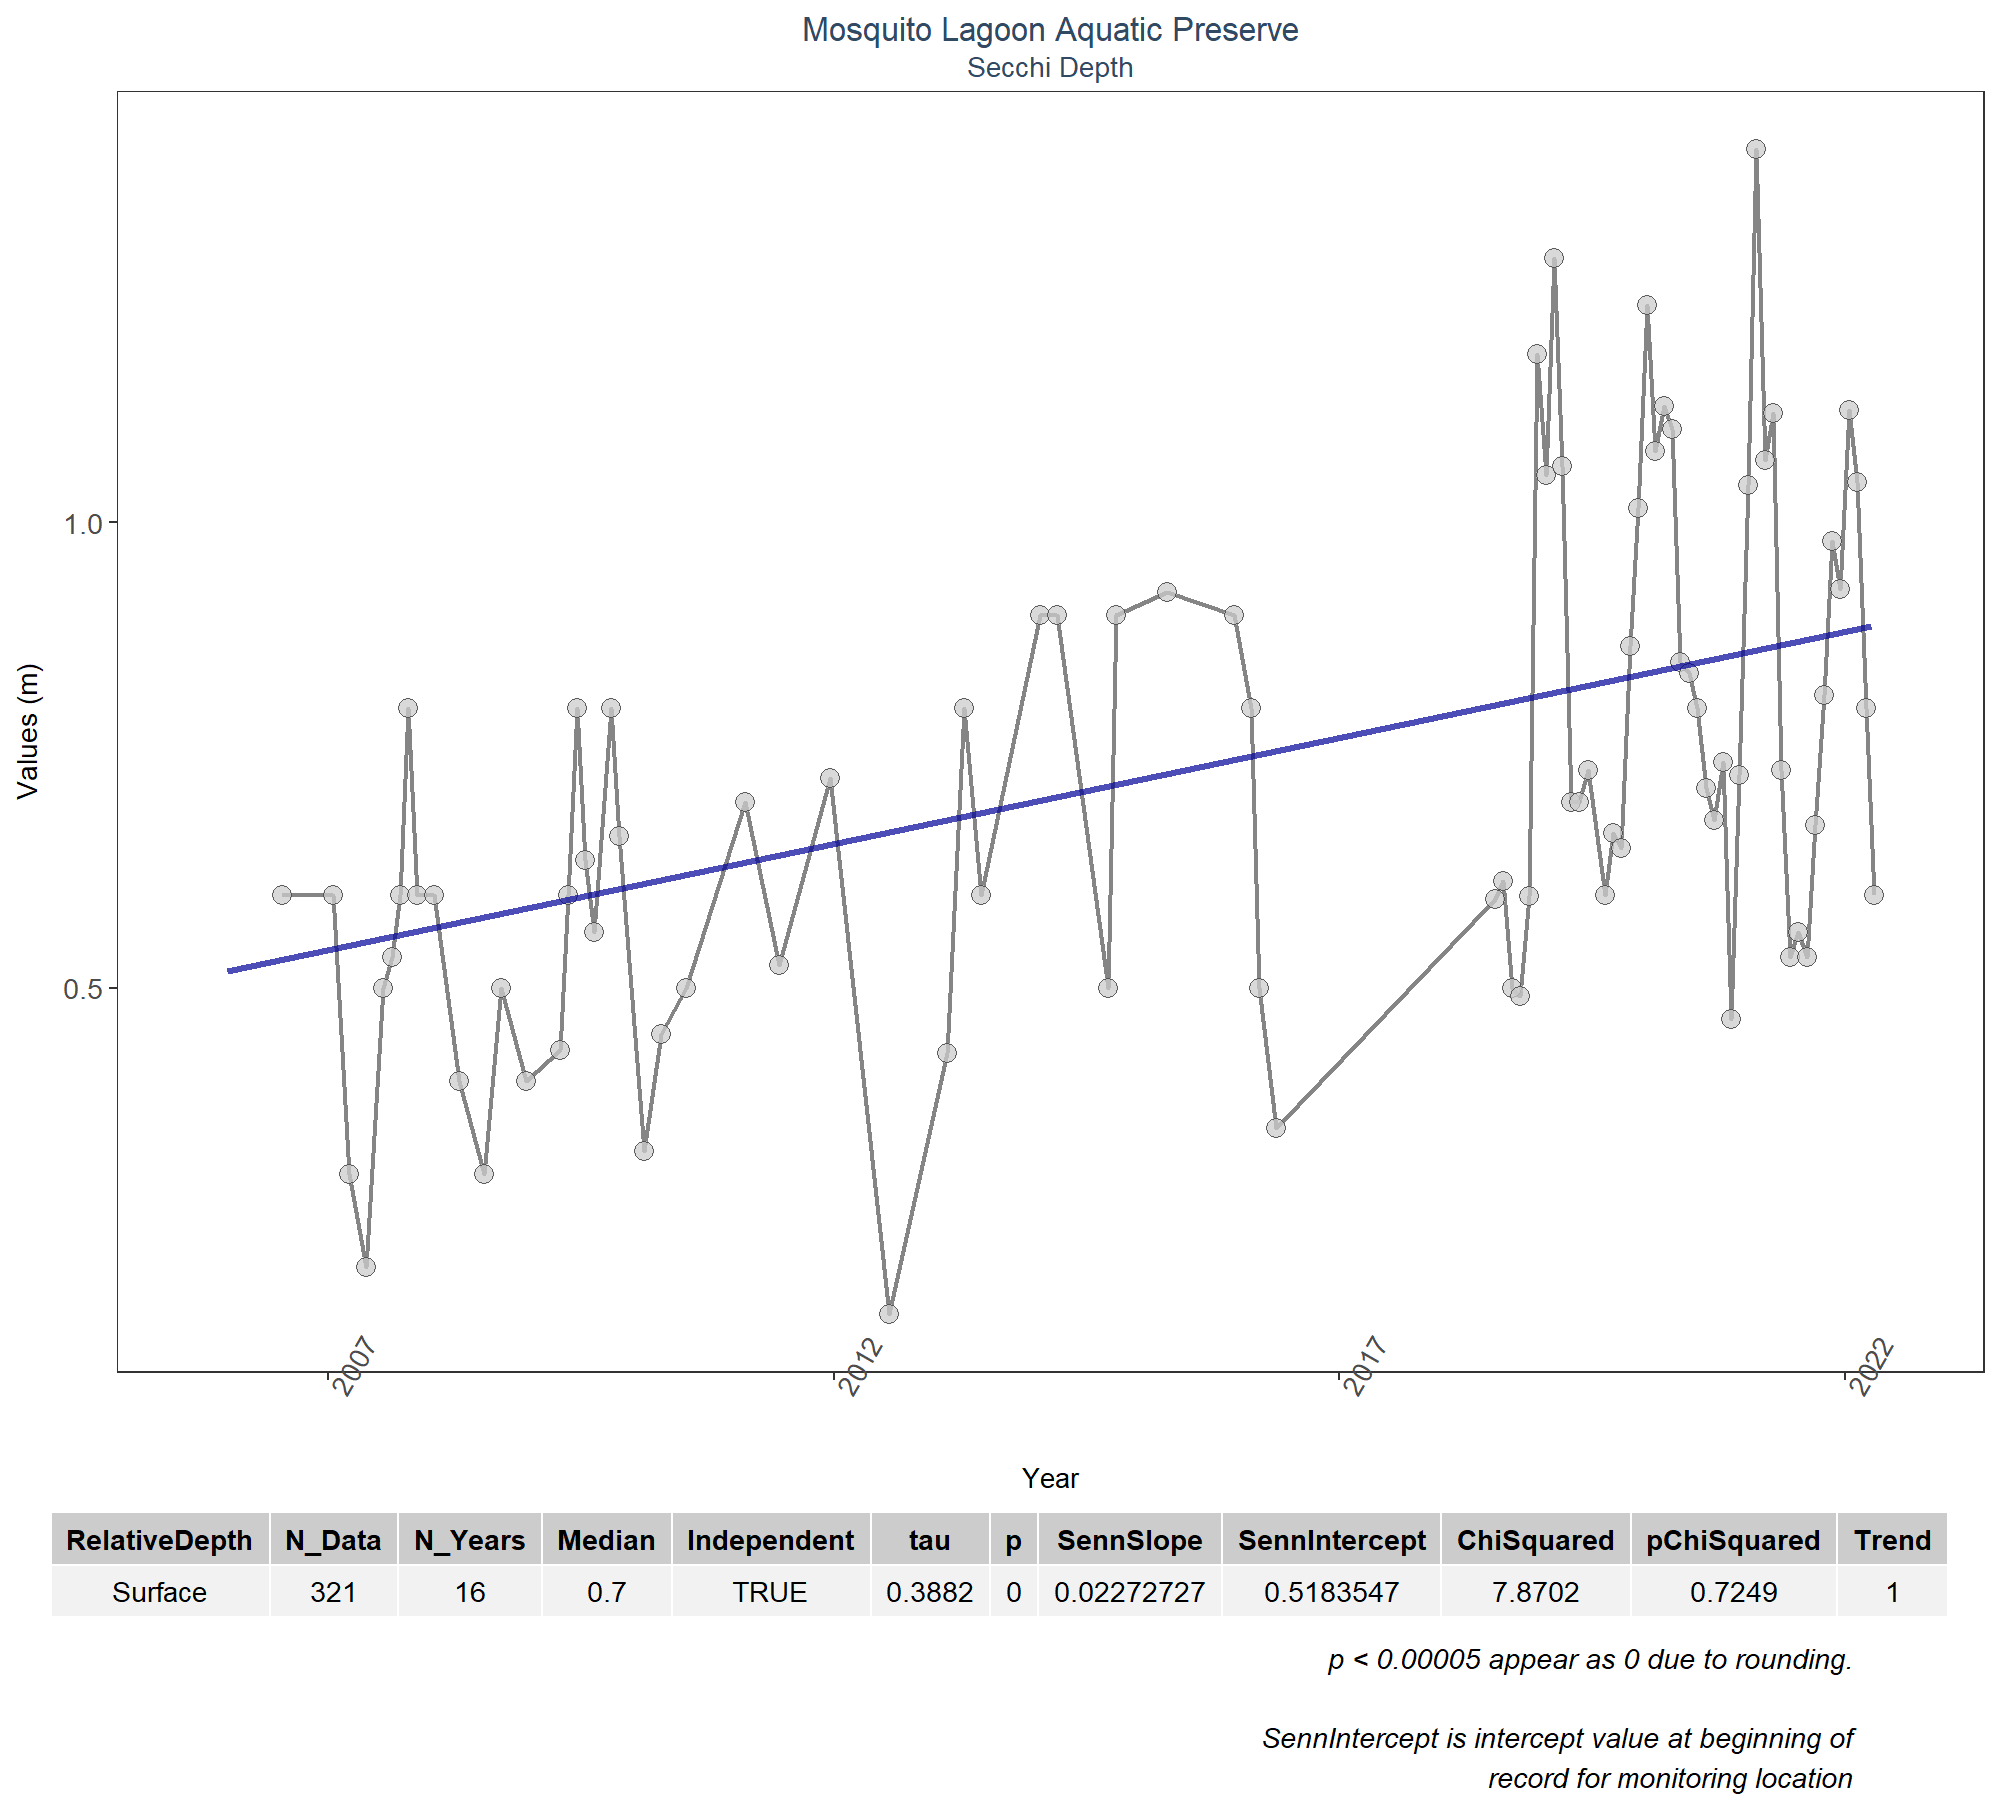 Mosquito Lagoon Aquatic Preserve
Secchi Depth
Values (m)
1.0
0.5
2007 2012 2017 2022
Year
RelativeDepth N_Data N_Years Median Independent tau p SennSlope SennIntercept ChiSquared pChiSquared Trend
Surface 321 16 0.7 TRUE 0.3882 0 0.02272727 0.5183547 7.8702 0.7249 1
p < 0.00005 appear as 0 due to rounding.
SennIntercept is intercept value at beginning of
record for monitoring location